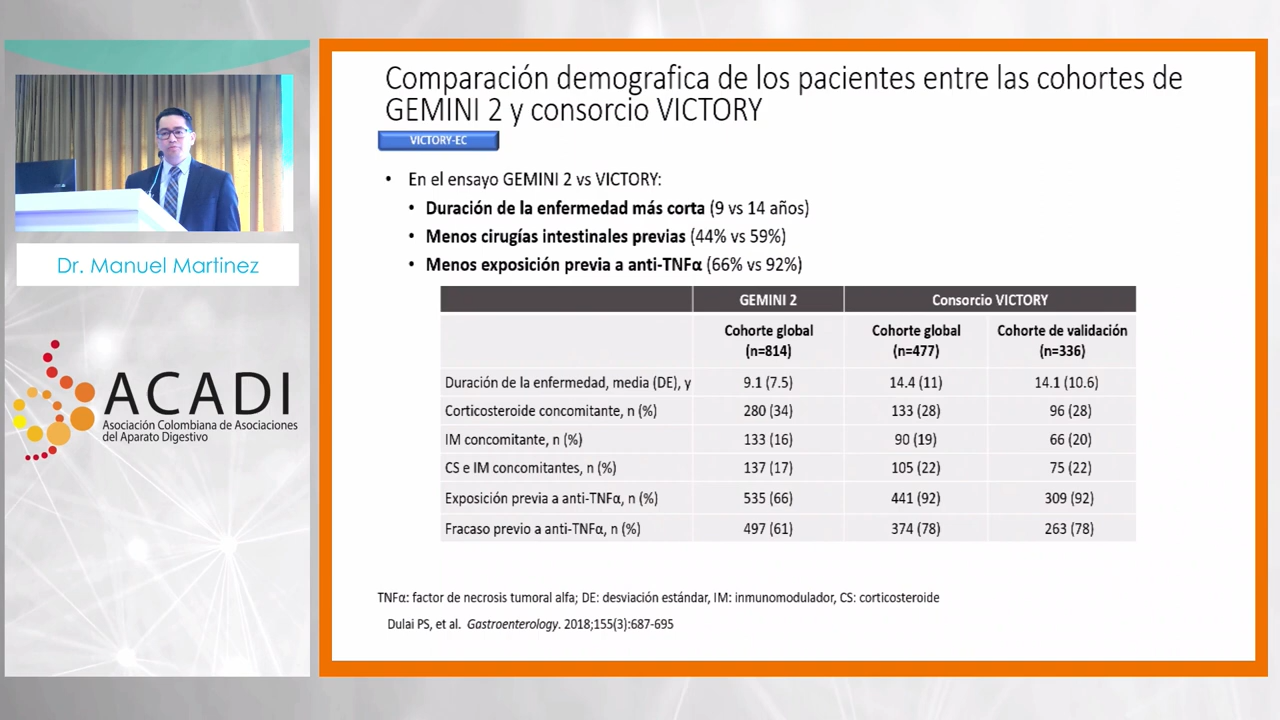 Comparación demografica de los pacientes entre las cohortes de
GEMINI 2 y consorcio VICTORY
VICTORY-EC
• En el ensayo GEMINI 2 vs VICTORY:
• Duración de la enfermedad más corta (9 vs 14 años)
• Menos cirugías intestinales previas (44% vs 59%)
• Menos exposición previa a anti-TNFα (66% vs 92%)
GEMINI 2 Consorcio VICTORY
Cohorte global Cohorte global Cohorte de validación
(n=814) (n=477) (n=336)
Duración de la enfermedad, media (DE), y 9.1 (7.5) 14.4 (11) 14.1 (10.6)
Corticosteroide concomitante, n (%) 280 (34) 133 (28) 96 (28)
IM concomitante, n (%) 133 (16) 90 (19) 66 (20)
CS e IM concomitantes, n (%) 137 (17) 105 (22) 75 (22)
Exposición previa a anti-TNFα, n (%) 535 (66) 441 (92) 309 (92)
Fracaso previo a anti-TNFα, n (%) 497 (61) 374 (78) 263 (78)
TNFα: factor de necrosis tumoral alfa; DE: desviación estándar, IM: inmunomodulador, CS: corticosteroide
Dulai PS, et al. Gastroenterology. 2018;155(3):687-695
Dr. Manuel Martinez
ACADI
Asociación Colombiana de Asociaciones
del Aparato Digestivo